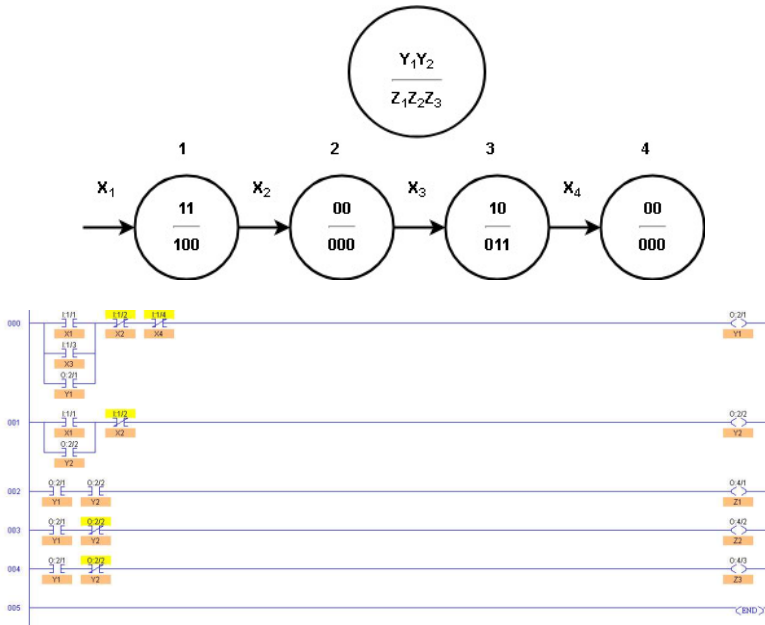 Y₁Y₂
Z₁Z₂Z₃
1 2 3 4
X₁ X₂ X₃ X₄
11 00 10 00
100 000 011 000
I:1/1 I:1/2 I:1/4 O:2/1
000
X1 X2 X4 Y1
I:1/3
X3
O:2/1
Y1
I:1/1 I:1/2 O:2/2
001
X1 X2 Y2
O:2/2
Y2
O:2/1 O:2/2 O:4/1
002
Y1 Y2 Z1
O:2/1 O:2/2 O:4/2
003
Y1 Y2 Z2
O:2/1 O:2/2 O:4/3
004
Y1 Y2 Z3
005 <END>